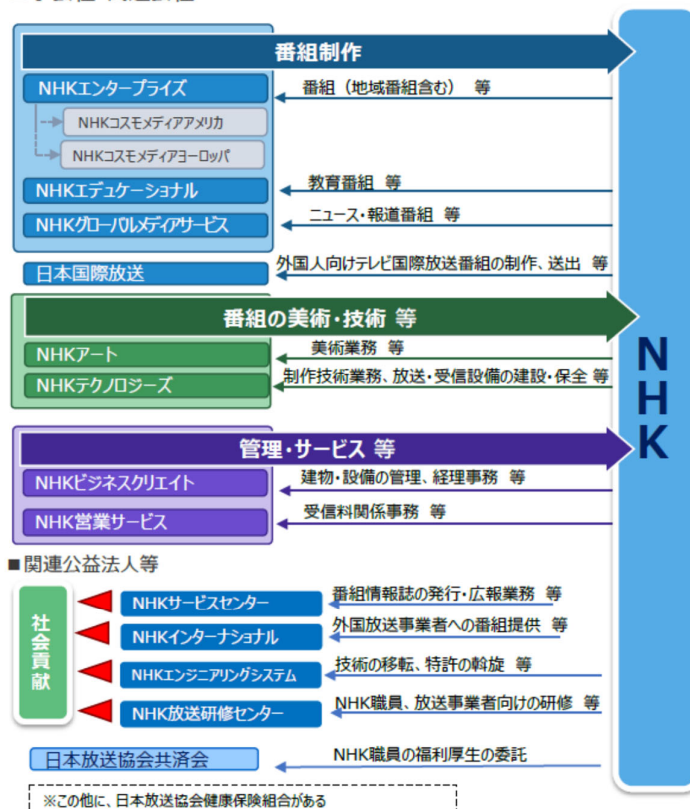 番組制作
NHKエンタープライズ
番組（地域番組含む） 等
NHKコスモメディアアメリカ
NHKコスモメディアヨーロッパ
NHKエデュケーショナル
教育番組 等
NHKグローバルメディアサービス
ニュース・報道番組 等
日本国際放送
外国人向けテレビ国際放送番組の制作、送出 等
番組の美術・技術 等
NHKアート
美術業務 等
NHKテクノロジーズ
制作技術業務、放送・受信設備の建設・保全 等
管理・サービス 等
NHKビジネスクリエイト
建物・設備の管理、経理事務 等
NHK営業サービス
受信料関係事務 等
NHK
■関連公益法人等
社会貢献
NHKサービスセンター
番組情報誌の発行・広報業務 等
NHKインターナショナル
外国放送事業者への番組提供 等
NHKエンジニアリングシステム
技術の移転、特許の斡旋 等
NHK放送研修センター
NHK職員、放送事業者向けの研修 等
日本放送協会共済会
NHK職員の福利厚生の委託
※この他に、日本放送協会健康保険組合がある